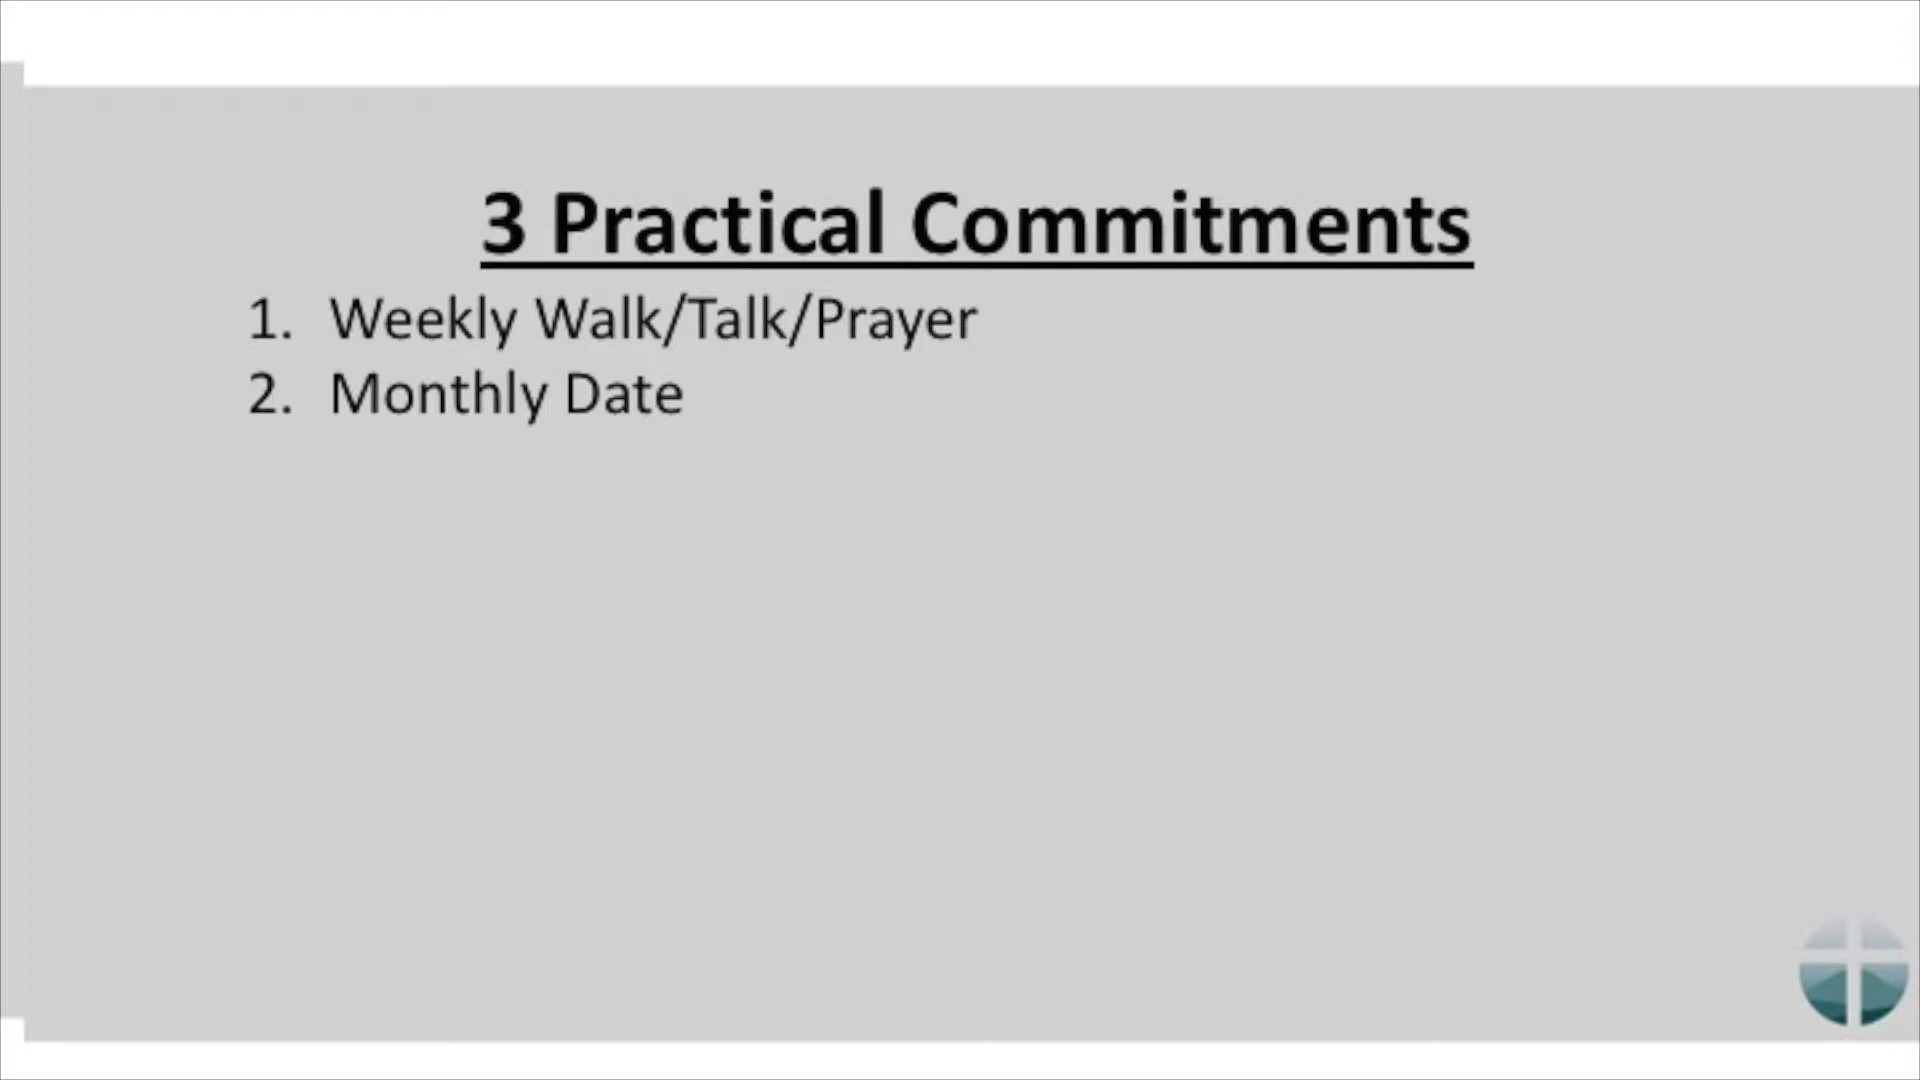 3 Practical Commitments
1. Weekly Walk/Talk/Prayer
2. Monthly Date